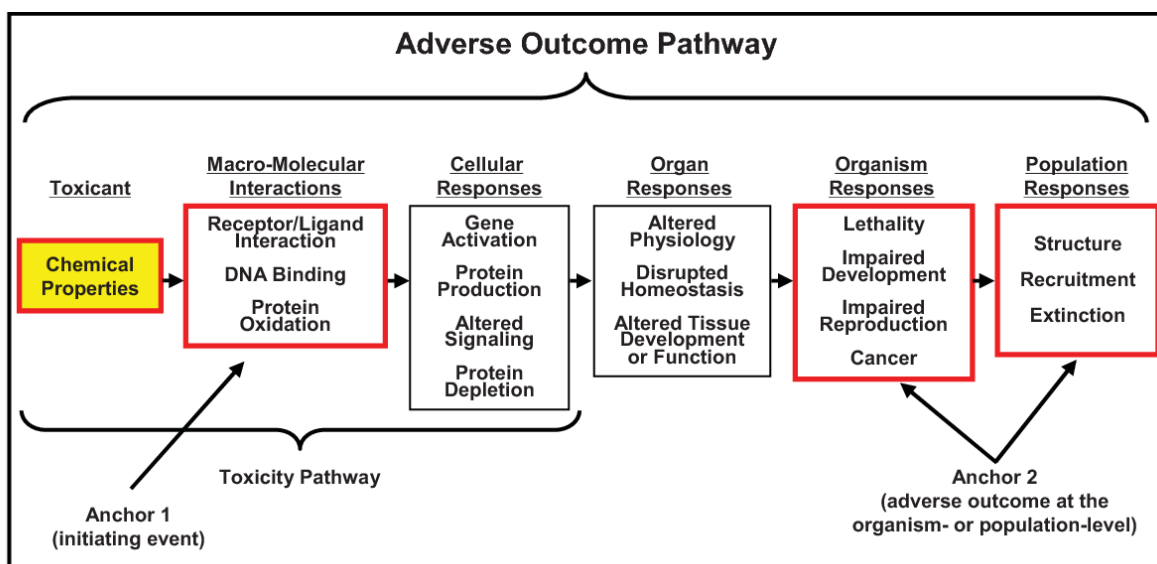 Adverse Outcome Pathway
Toxicant
Macro-Molecular
Interactions
Cellular
Responses
Organ
Responses
Organism
Responses
Population
Responses
Chemical
Properties
Receptor/Ligand
Interaction
DNA Binding
Protein
Oxidation
Gene
Activation
Protein
Production
Altered
Signaling
Protein
Depletion
Altered
Physiology
Disrupted
Homeostasis
Altered Tissue
Development
or Function
Lethality
Impaired
Development
Impaired
Reproduction
Cancer
Structure
Recruitment
Extinction
Toxicity Pathway
Anchor 1
(initiating event)
Anchor 2
(adverse outcome at the
organism- or population-level)